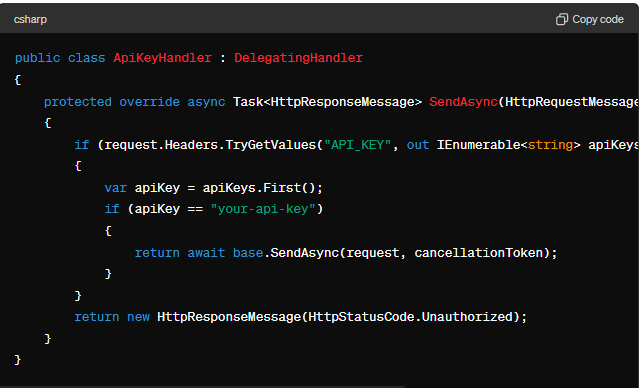 csharp Copy code
public class ApiKeyHandler : DelegatingHandler
{
    protected override async Task<HttpResponseMessage> SendAsync(HttpRequestMessage
    {
        if (request.Headers.TryGetValues("API_KEY", out IEnumerable<string> apiKeys
        {
            var apiKey = apiKeys.First();
            if (apiKey == "your-api-key")
            {
                return await base.SendAsync(request, cancellationToken);
            }
        }
        return new HttpResponseMessage(HttpStatusCode.Unauthorized);
    }
}